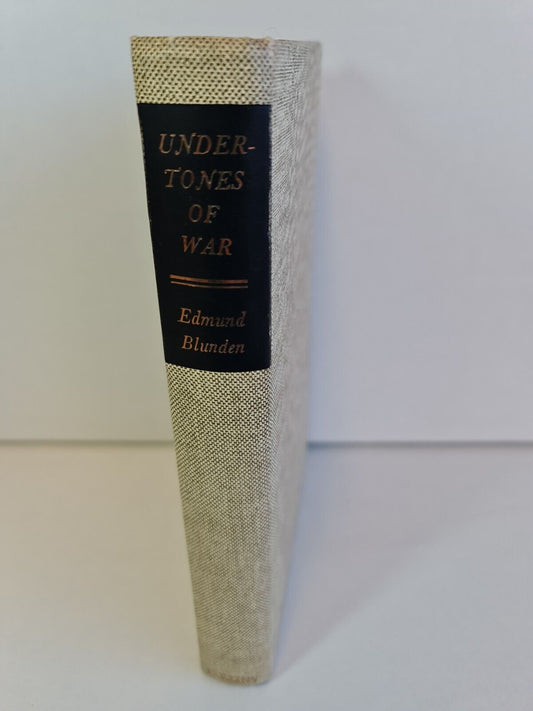 UNDER-
TONES
OF
WAR
Edmund
Blunden